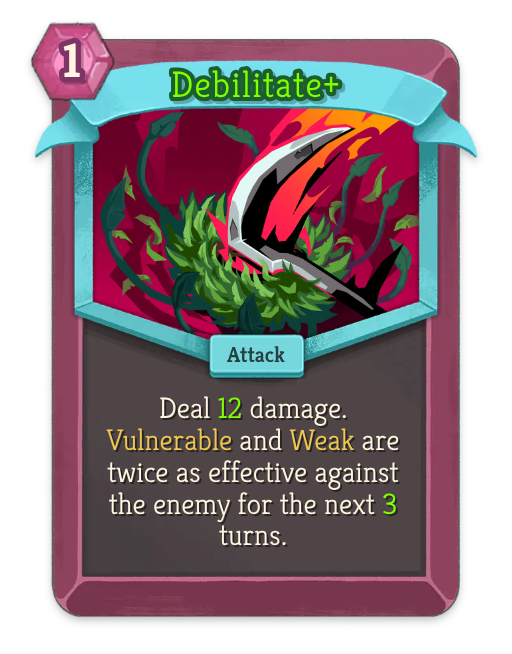 1
Debilitate+
Attack
Deal 12 damage.
Vulnerable and Weak are
twice as effective against
the enemy for the next 3
turns.